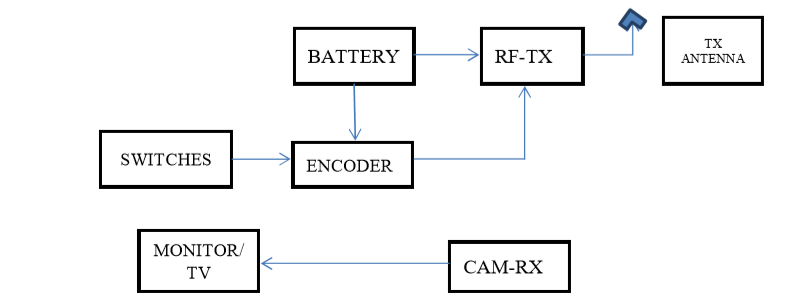 BATTERY
RF-TX
TX
ANTENNA
SWITCHES
ENCODER
MONITOR/
TV
CAM-RX